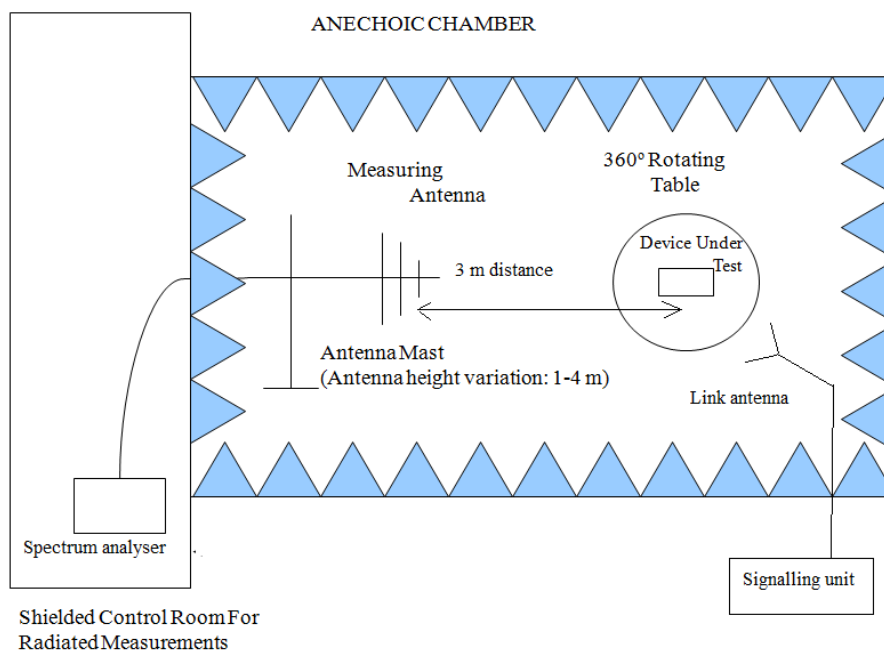 ANECHOIC CHAMBER
Measuring
Antenna
360º Rotating
Table
Device Under
Test
3 m distance
Antenna Mast
(Antenna height variation: 1-4 m)
Link antenna
Spectrum analyser
Signalling unit
Shielded Control Room For
Radiated Measurements